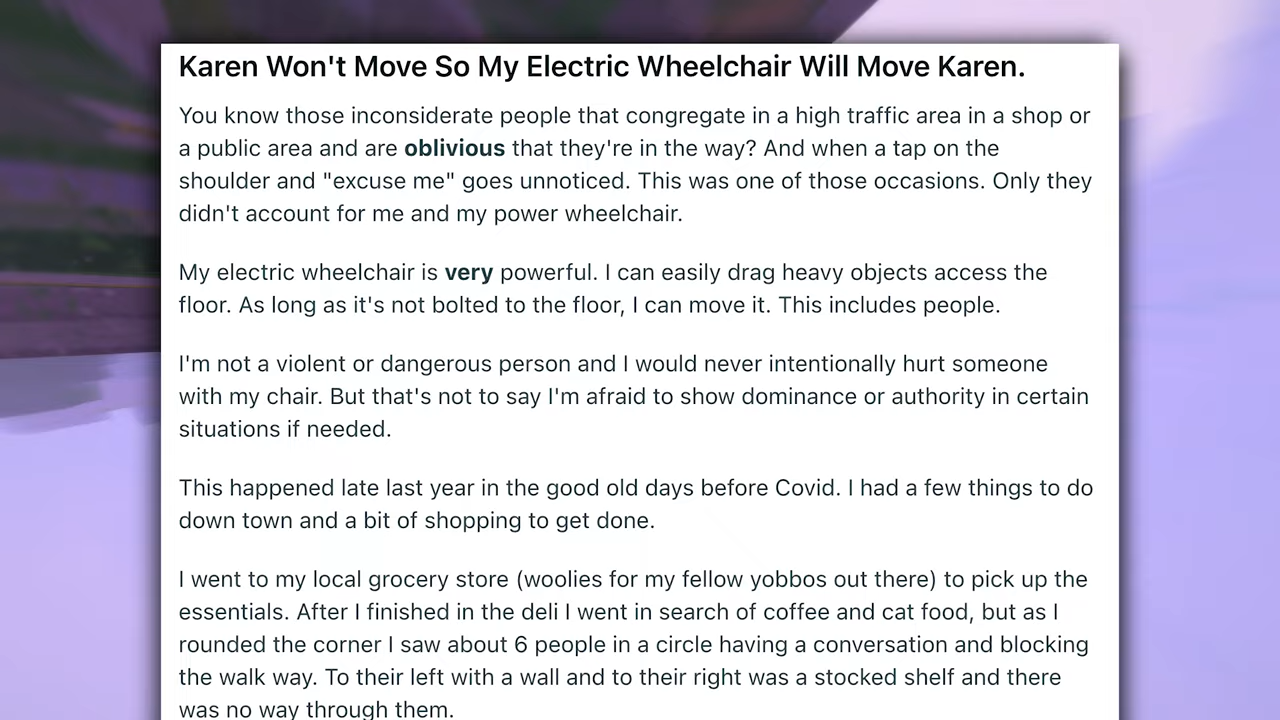 Karen Won't Move So My Electric Wheelchair Will Move Karen.
You know those inconsiderate people that congregate in a high traffic area in a shop or
a public area and are oblivious that they're in the way? And when a tap on the
shoulder and "excuse me" goes unnoticed. This was one of those occasions. Only they
didn't account for me and my power wheelchair.
My electric wheelchair is very powerful. I can easily drag heavy objects access the
floor. As long as it's not bolted to the floor, I can move it. This includes people.
I'm not a violent or dangerous person and I would never intentionally hurt someone
with my chair. But that's not to say I'm afraid to show dominance or authority in certain
situations if needed.
This happened late last year in the good old days before Covid. I had a few things to do
down town and a bit of shopping to get done.
I went to my local grocery store (woolies for my fellow yobbos out there) to pick up the
essentials. After I finished in the deli I went in search of coffee and cat food, but as I
rounded the corner I saw about 6 people in a circle having a conversation and blocking
the walk way. To their left with a wall and to their right was a stocked shelf and there
was no way through them.